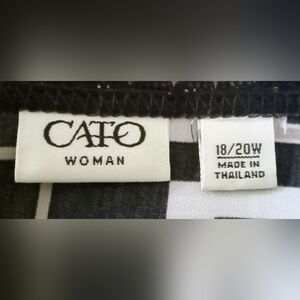 CATO
WOMAN
18/20W
MADE IN
THAILAND